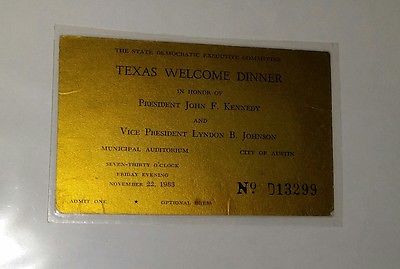 THE STATE DEMOCRATIC EXECUTIVE COMMITTEE
TEXAS WELCOME DINNER
IN HONOR OF
PRESIDENT JOHN F. KENNEDY
AND
VICE PRESIDENT LYNDON B. JOHNSON
MUNICIPAL AUDITORIUM CITY OF AUSTIN
SEVEN-THIRTY O'CLOCK
FRIDAY EVENING
NOVEMBER 22, 1963
No D13299
ADMIT ONE ★ OPTIONAL DRESS